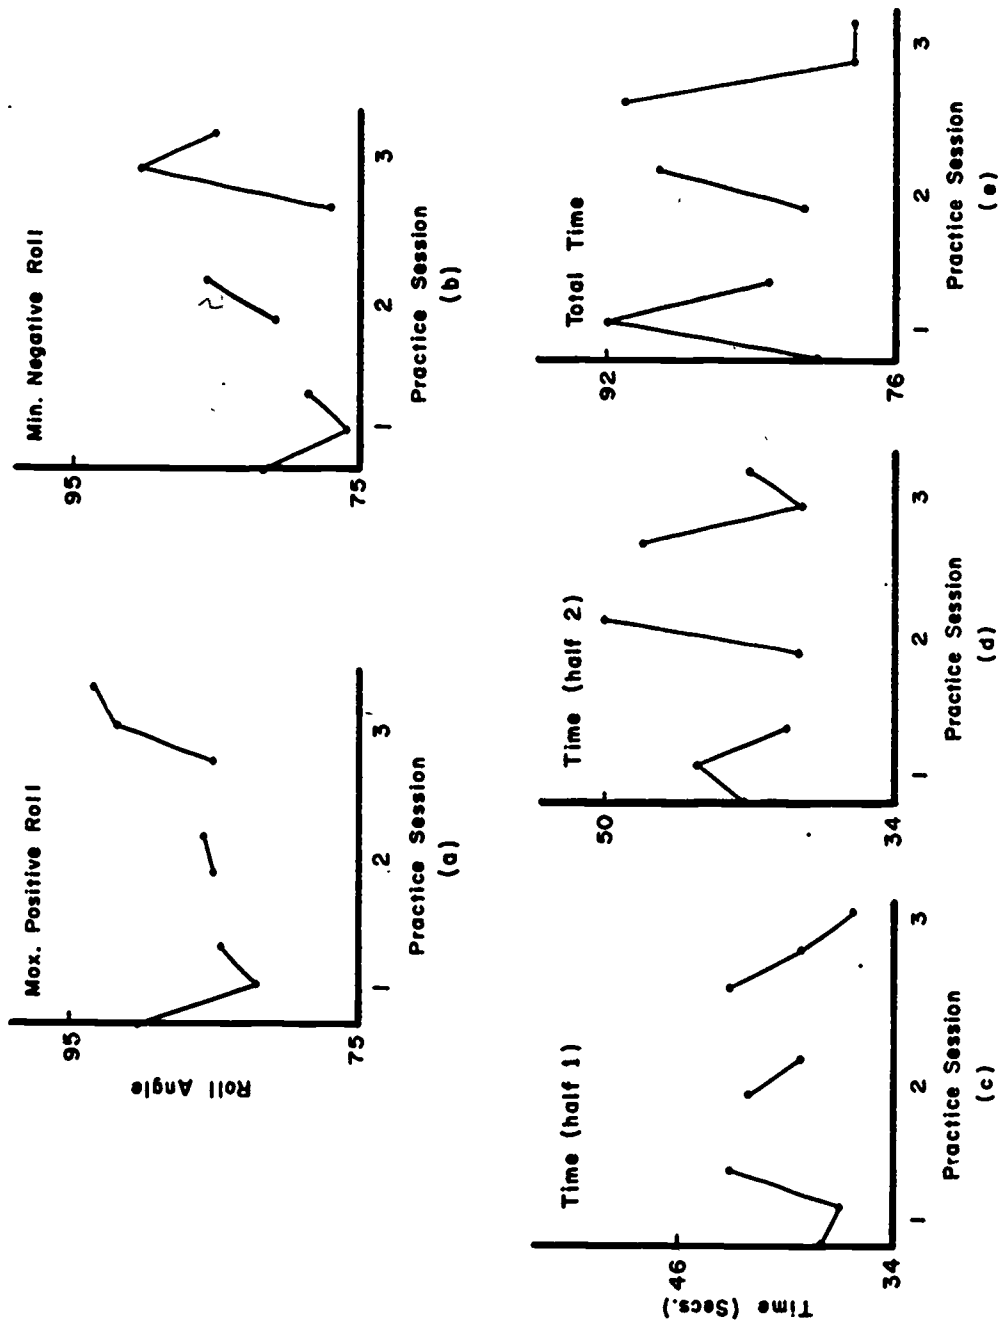 Max. Positive Roll
Roll Angle
95
75
1 2 3
Practice Session
(a)
Min. Negative Roll
95
75
1 2 3
Practice Session
(b)
Time (half 1)
Time (Secs.)
46
34
1 2 3
Practice Session
(c)
Time (half 2)
50
34
1 2 3
Practice Session
(d)
Total Time
92
76
1 2 3
Practice Session
(e)